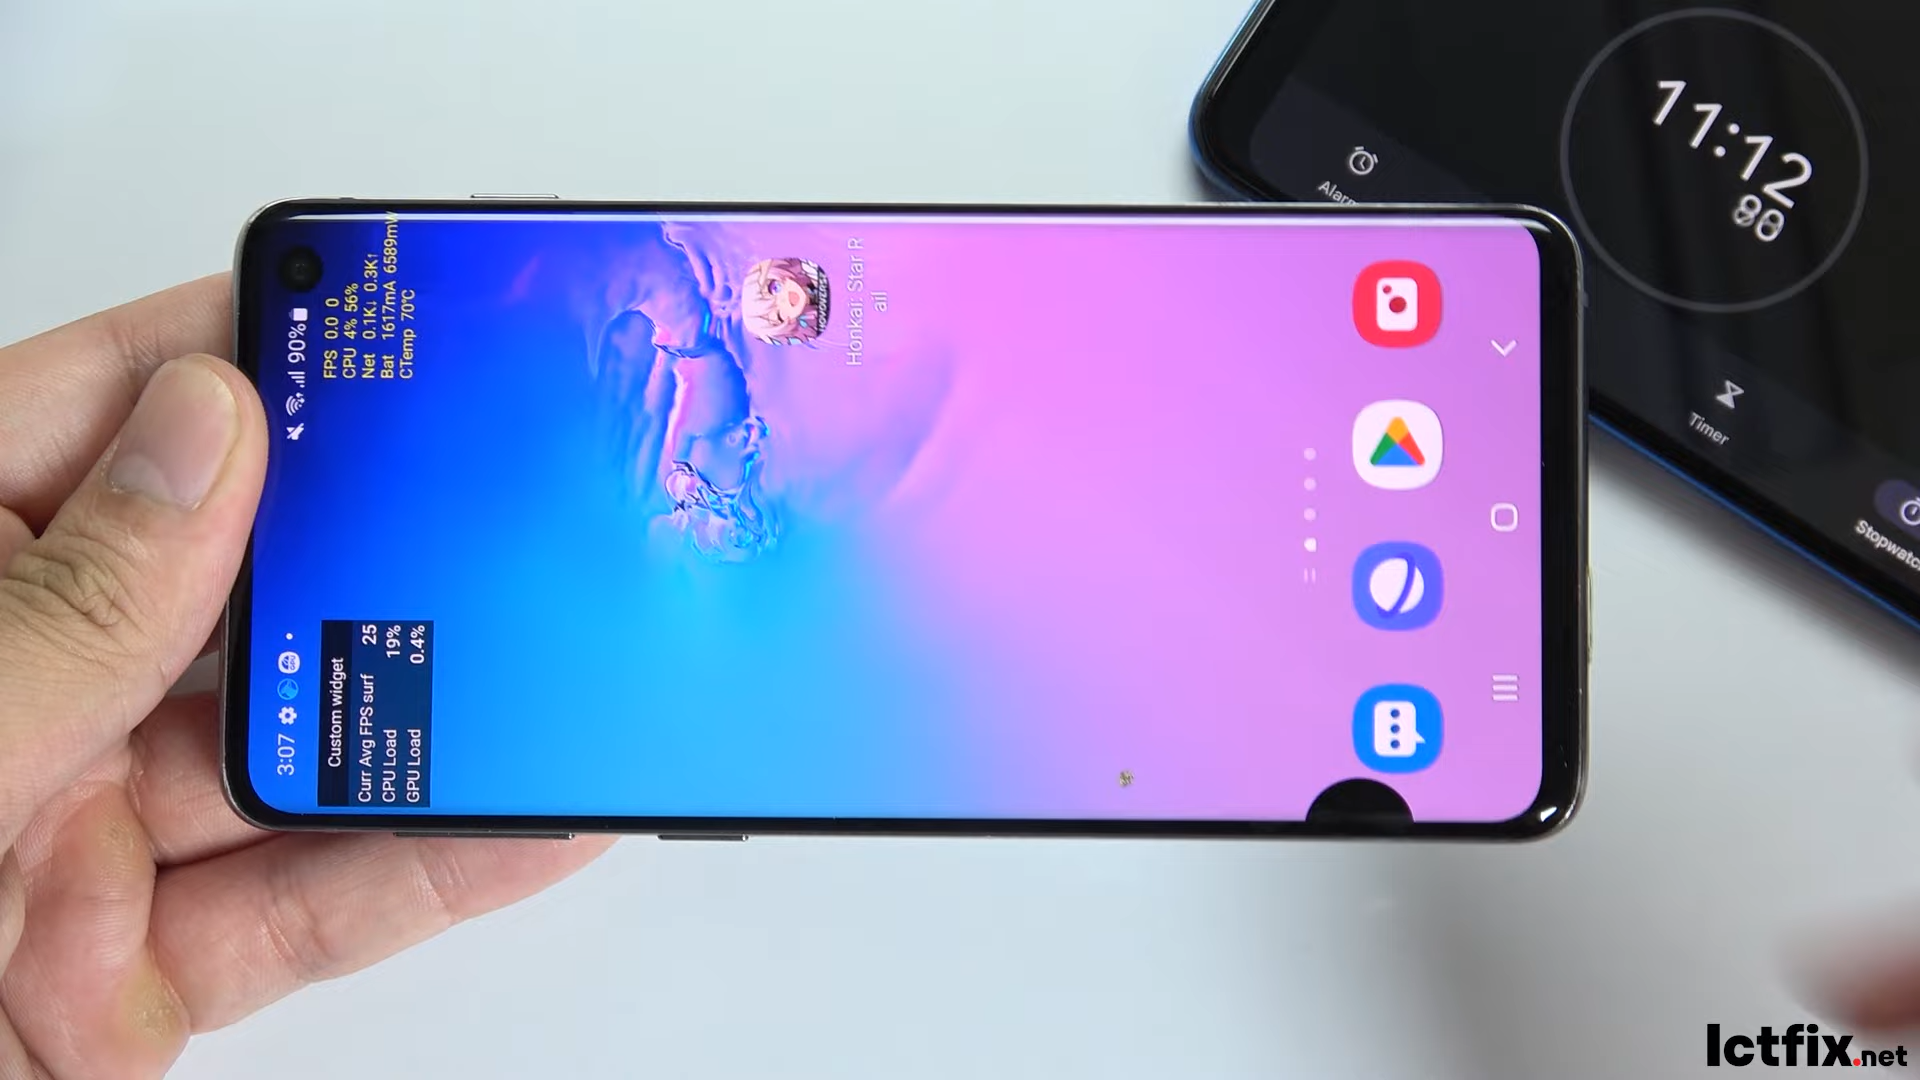 3:07
90%
FPS 0.0 0
CPU 4% 56%
Net 0.1K↓ 0.3K↑
Bat 1617mA 6589mW
CTemp 70°C
Custom widget
Curr Avg FPS surf 25
CPU Load 19%
GPU Load 0.4%
Honkai: Star R
ail
HOYOVERSE
11:12
Alarm
Timer
Stopwatc
Ictfix.net